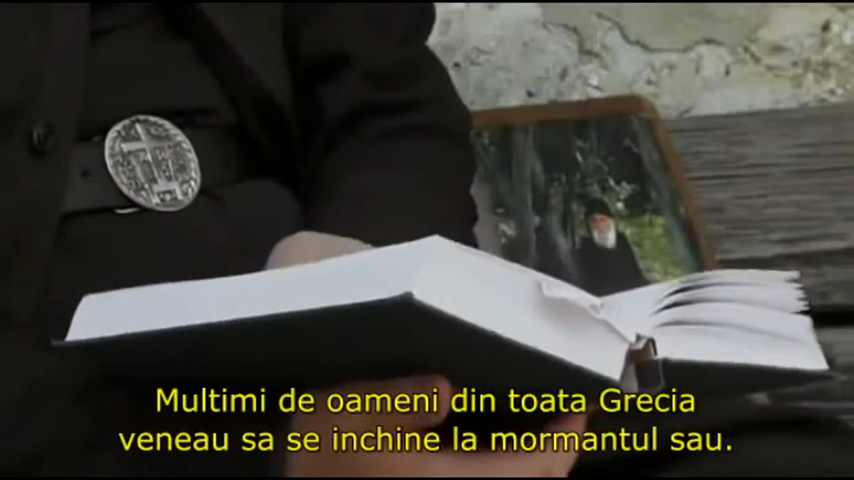 Multimi de oameni din toata Grecia
veneau sa se inchine la mormantul sau.